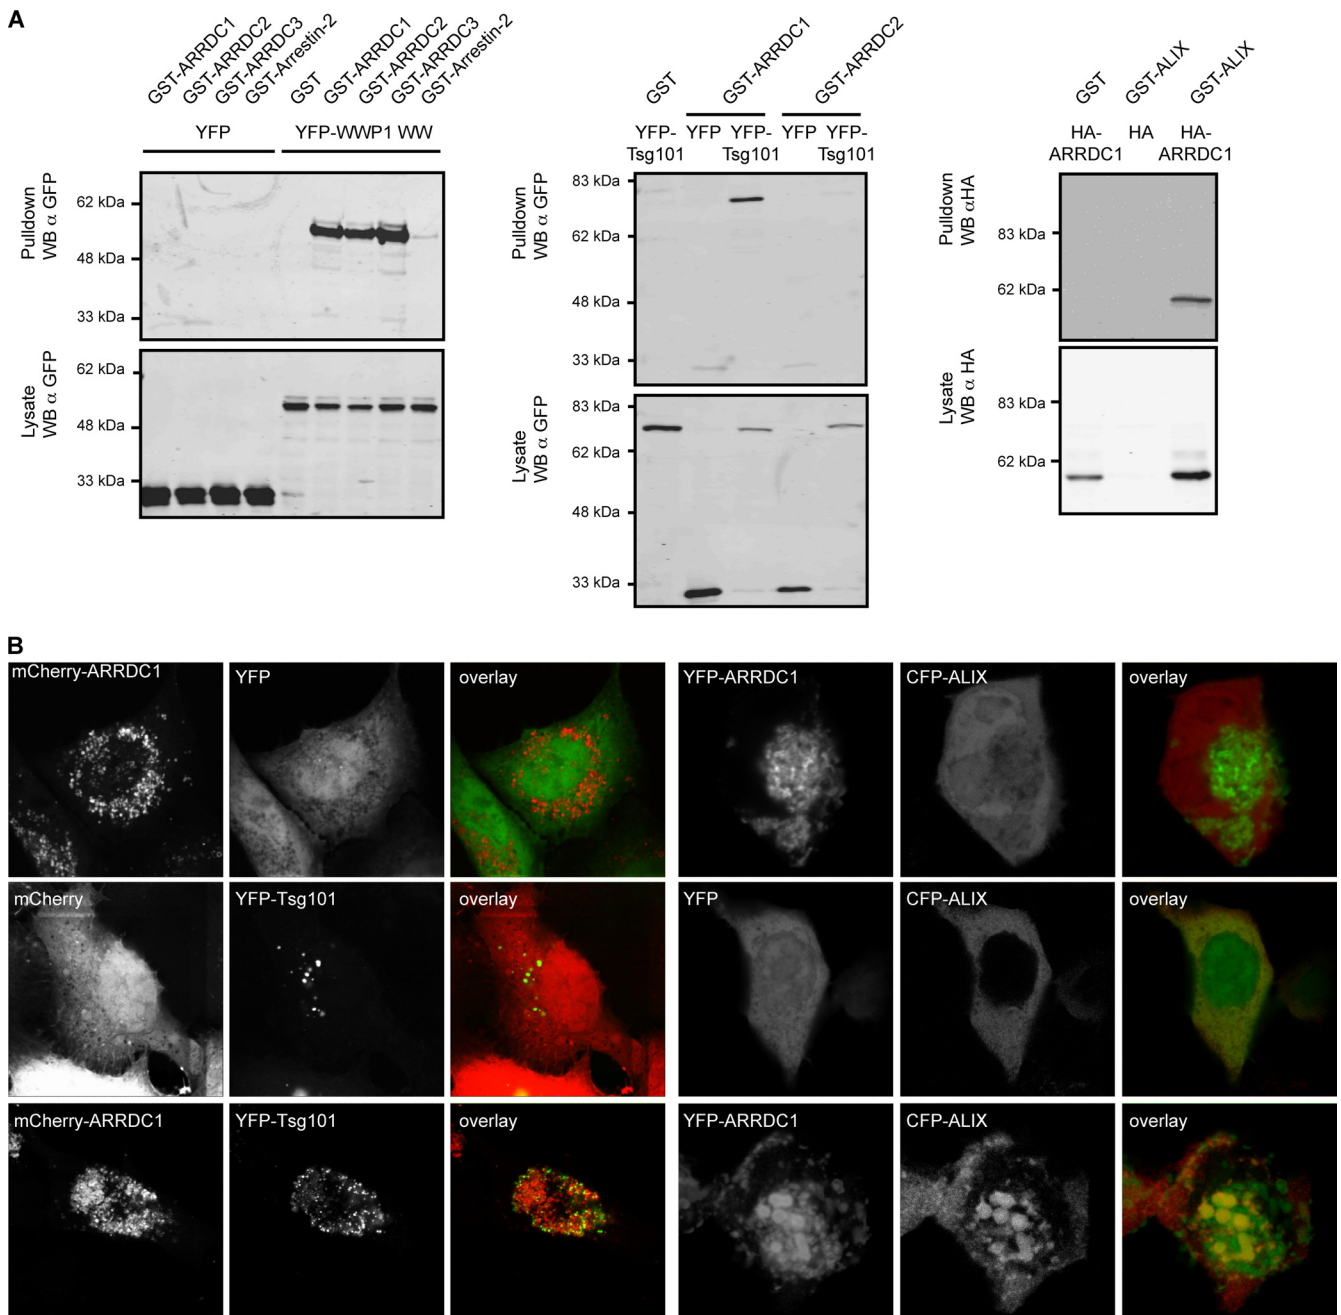 A
GST-ARRDC1
GST-ARRDC2
GST-ARRDC3
GST-Arrestin-2
GST
GST-ARRDC1
GST-ARRDC2
GST-ARRDC3
GST-Arrestin-2
YFP
YFP-WWP1 WW
Pulldown
WB α GFP
62 kDa
48 kDa
33 kDa
Lysate
WB α GFP
62 kDa
48 kDa
33 kDa
GST
GST-ARRDC1
GST-ARRDC2
YFP-
Tsg101
YFP
YFP-
Tsg101
YFP
YFP-
Tsg101
Pulldown
WB α GFP
83 kDa
62 kDa
48 kDa
33 kDa
Lysate
WB α GFP
83 kDa
62 kDa
48 kDa
33 kDa
GST
GST-ALIX
GST-ALIX
HA-
ARRDC1
HA
HA-
ARRDC1
Pulldown
WB αHA
83 kDa
62 kDa
Lysate
WB α HA
83 kDa
62 kDa
B
mCherry-ARRDC1
YFP
overlay
YFP-ARRDC1
CFP-ALIX
overlay
mCherry
YFP-Tsg101
overlay
YFP
CFP-ALIX
overlay
mCherry-ARRDC1
YFP-Tsg101
overlay
YFP-ARRDC1
CFP-ALIX
overlay